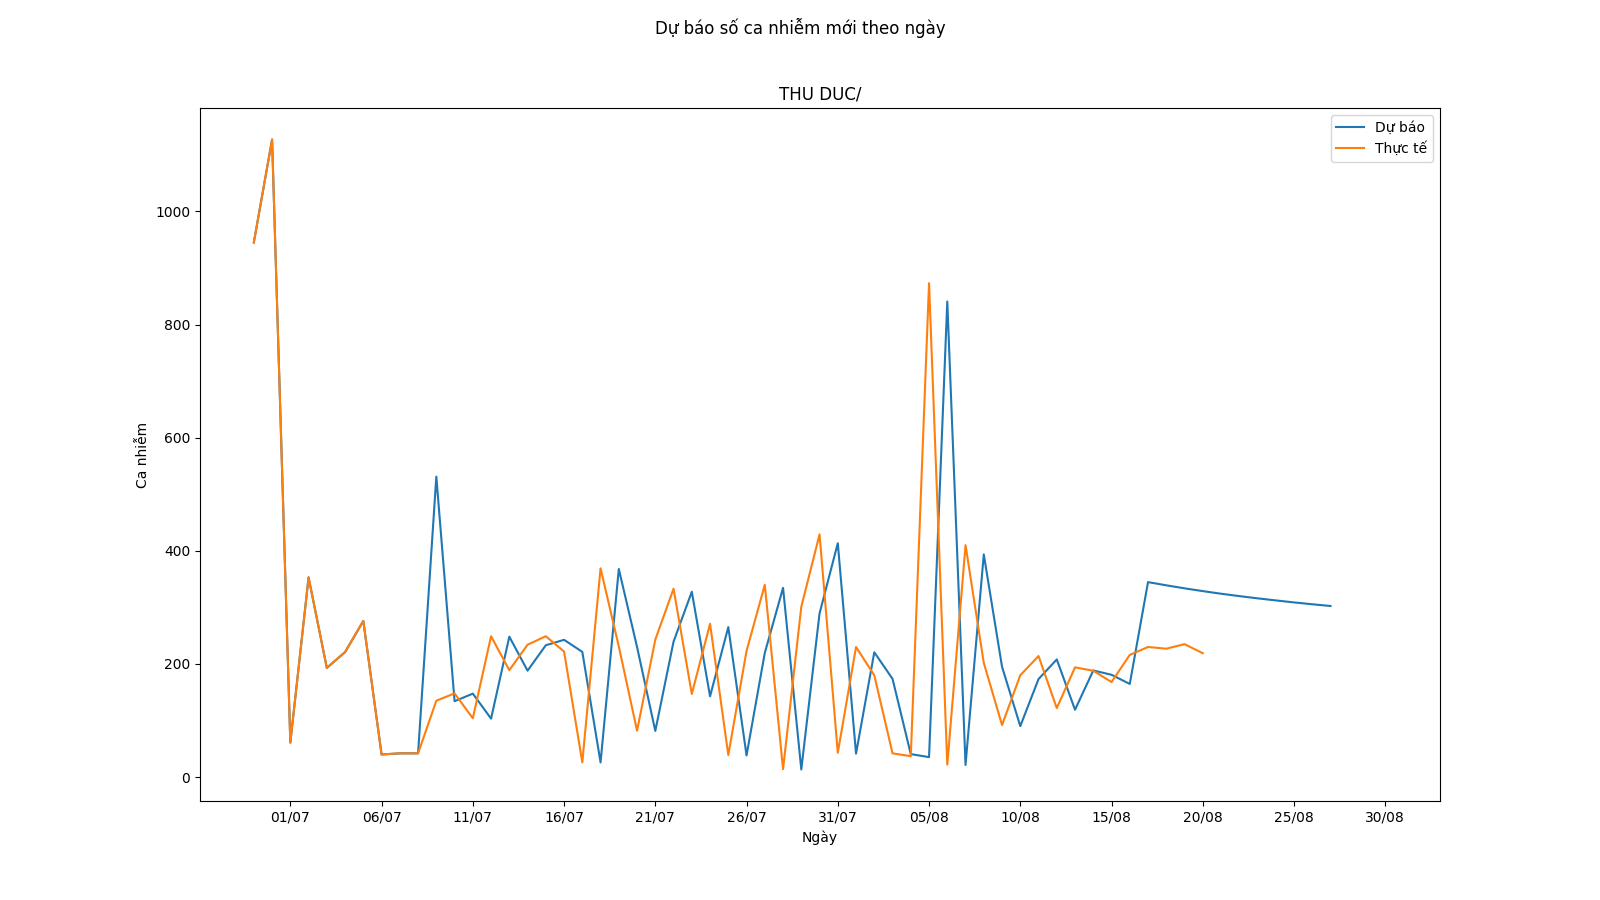 Dự báo số ca nhiễm mới theo ngày
THU DUC/
Dự báo
Thực tế
1000
800
600
400
200
0
Ca nhiễm
01/07 06/07 11/07 16/07 21/07 26/07 31/07 05/08 10/08 15/08 20/08 25/08 30/08
Ngày